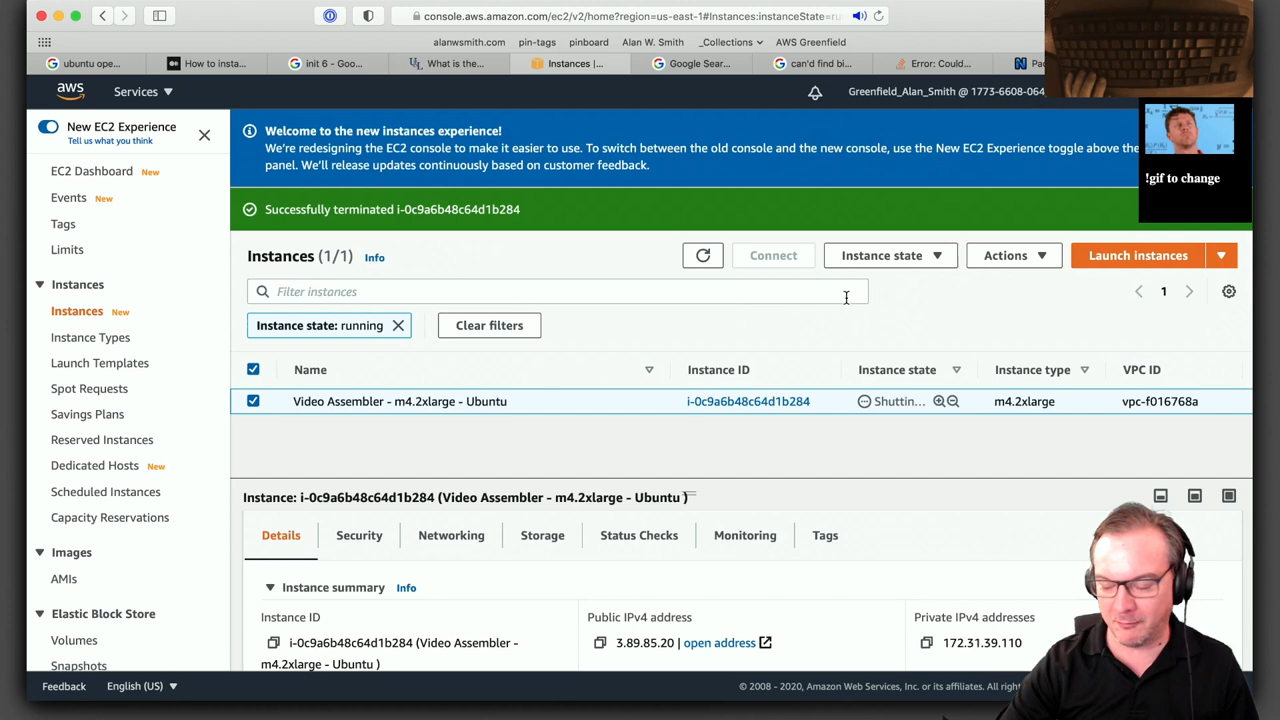 console.aws.amazon.com/ec2/v2/home?region=us-east-1#Instances:instanceState=ru
alanwsmith.com pin-tags pinboard Alan W. Smith _Collections AWS Greenfield
ubuntu ope... How to insta... init 6 - Goo... What is the... Instances |... Google Sear... can'd find bi... Error: Could...
aws Services Greenfield_Alan_Smith @ 1773-6608-064
New EC2 Experience
Tell us what you think
EC2 Dashboard New
Events New
Tags
Limits
Instances
Instances New
Instance Types
Launch Templates
Spot Requests
Savings Plans
Reserved Instances
Dedicated Hosts New
Scheduled Instances
Capacity Reservations
Images
AMIs
Elastic Block Store
Volumes
Snapshots
Welcome to the new instances experience!
We're redesigning the EC2 console to make it easier to use. To switch between the old console and the new console, use the New EC2 Experience toggle above the
panel. We'll release updates continuously based on customer feedback.
!gif to change
Successfully terminated i-0c9a6b48c64d1b284
Instances (1/1) Info Connect Instance state Actions Launch instances
Filter instances 1
Instance state: running Clear filters
Name Instance ID Instance state Instance type VPC ID
Video Assembler - m4.2xlarge - Ubuntu i-0c9a6b48c64d1b284 Shuttin... m4.2xlarge vpc-f016768a
Instance: i-0c9a6b48c64d1b284 (Video Assembler - m4.2xlarge - Ubuntu )
Details Security Networking Storage Status Checks Monitoring Tags
Instance summary Info
Instance ID Public IPv4 address Private IPv4 addresses
i-0c9a6b48c64d1b284 (Video Assembler - 3.89.85.20 | open address 172.31.39.110
m4.2xlarge - Ubuntu )
Feedback English (US) © 2008 - 2020, Amazon Web Services, Inc. or its affiliates. All righ